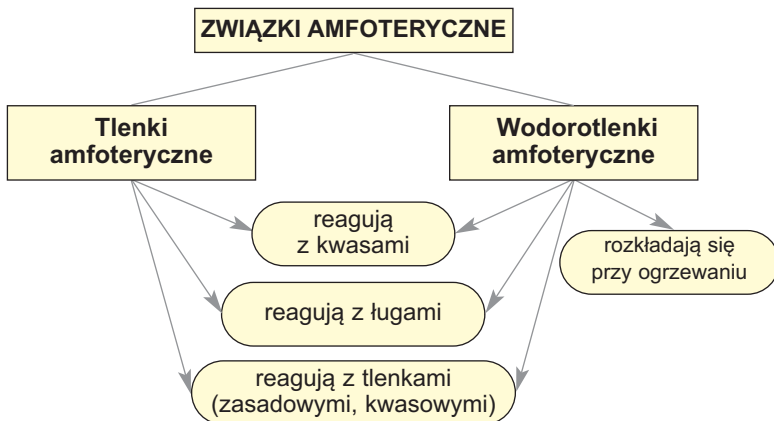 ZWIĄZKI AMFOTERYCZNE
Tlenki
amfoteryczne
Wodorotlenki
amfoteryczne
reagują
z kwasami
rozkładają się
przy ogrzewaniu
reagują z ługami
reagują z tlenkami
(zasadowymi, kwasowymi)